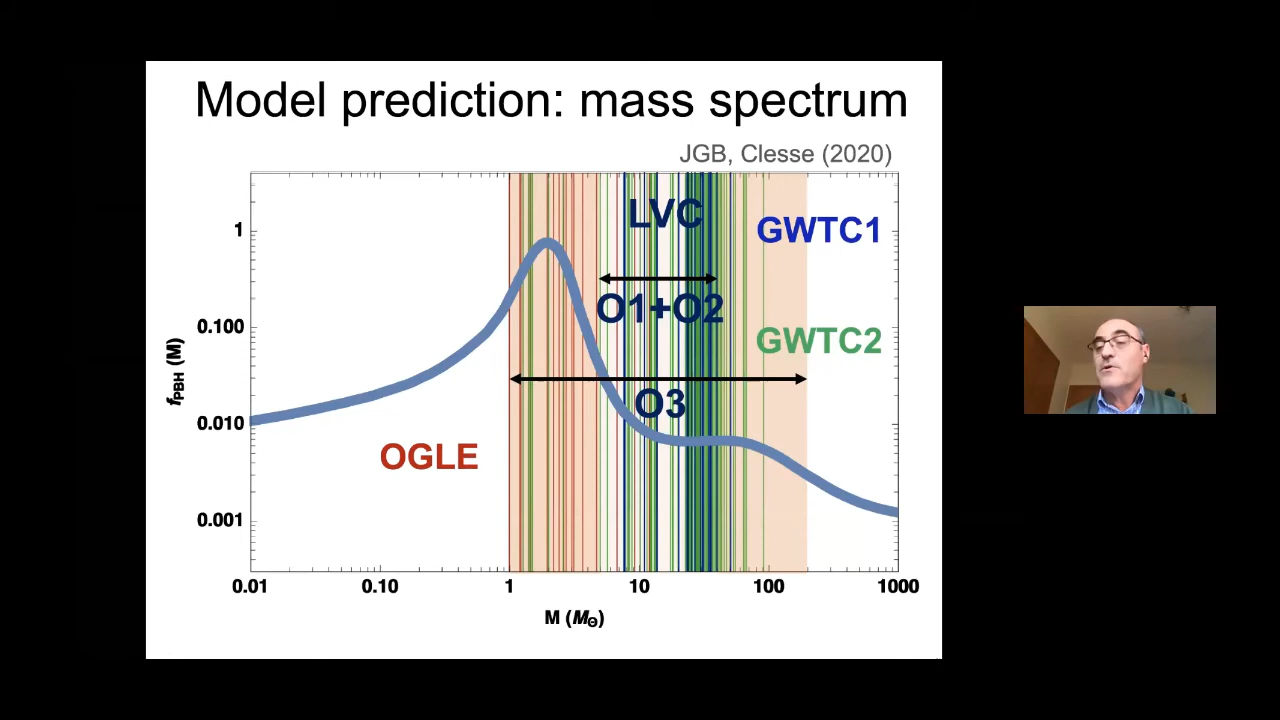 Model prediction: mass spectrum
JGB, Clesse (2020)
LVC
GWTC1
O1+O2
GWTC2
O3
OGLE
f_PBH (M)
1
0.100
0.010
0.001
0.01 0.10 1 10 100 1000
M (M_⊙)